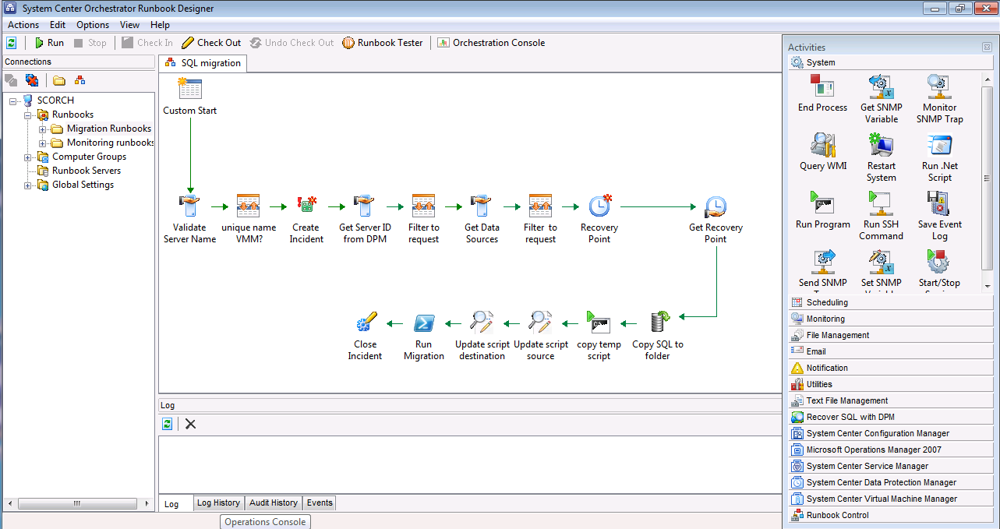 System Center Orchestrator Runbook Designer
Actions Edit Options View Help
Run Stop Check In Check Out Undo Check Out Runbook Tester Orchestration Console
Connections
SCORCH
Runbooks
Migration Runbooks
Monitoring runbooks
Computer Groups
Runbook Servers
Global Settings
SQL migration
Custom Start
Validate
Server Name
unique name
VMM?
Create
Incident
Get Server ID
from DPM
Filter to
request
Get Data
Sources
Filter to
request
Recovery
Point
Get Recovery
Point
Close
Incident
Run
Migration
Update script
destination
Update script
source
copy temp
script
Copy SQL to
folder
Log
Log Log History Audit History Events
Operations Console
Activities
System
End Process
Get SNMP
Variable
Monitor
SNMP Trap
Query WMI
Restart
System
Run .Net
Script
Run Program
Run SSH
Command
Save Event
Log
Send SNMP
Set SNMP
Start/Stop
Scheduling
Monitoring
File Management
Email
Notification
Utilities
Text File Management
Recover SQL with DPM
System Center Configuration Manager
Microsoft Operations Manager 2007
System Center Service Manager
System Center Data Protection Manager
System Center Virtual Machine Manager
Runbook Control